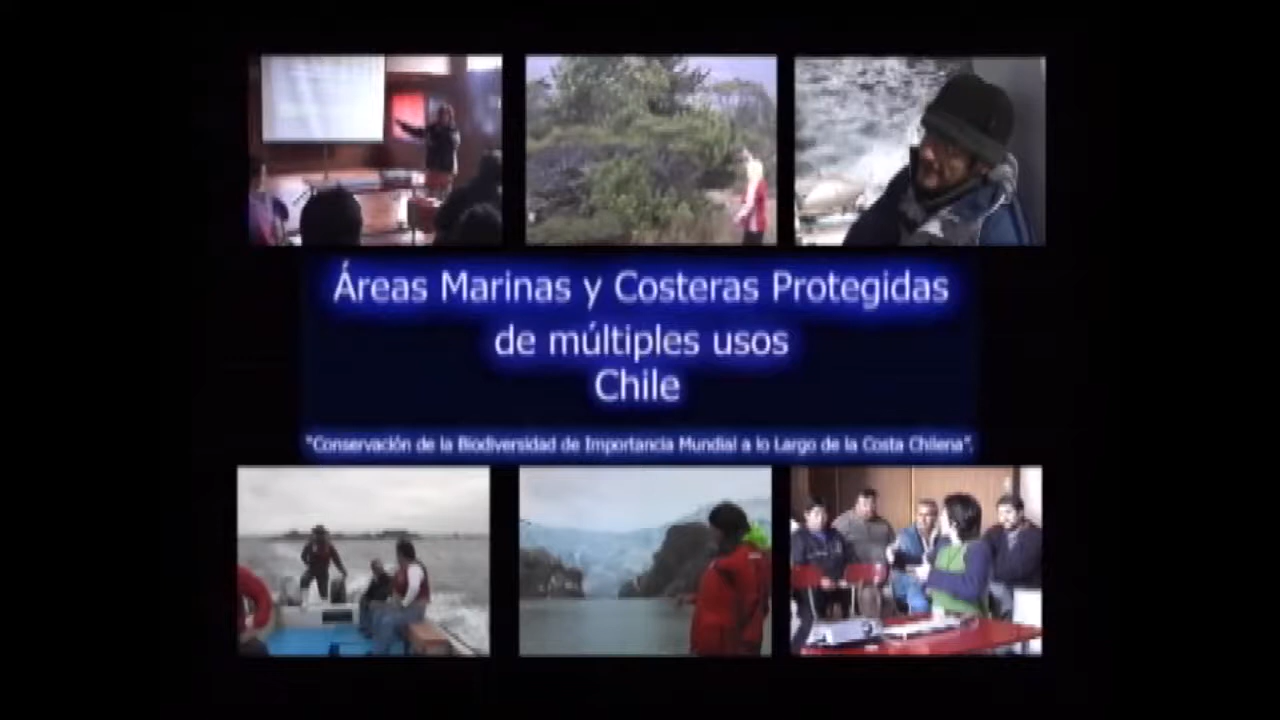 Áreas Marinas y Costeras Protegidas
de múltiples usos
Chile
"Conservación de la Biodiversidad de Importancia Mundial a lo Largo de la Costa Chilena".